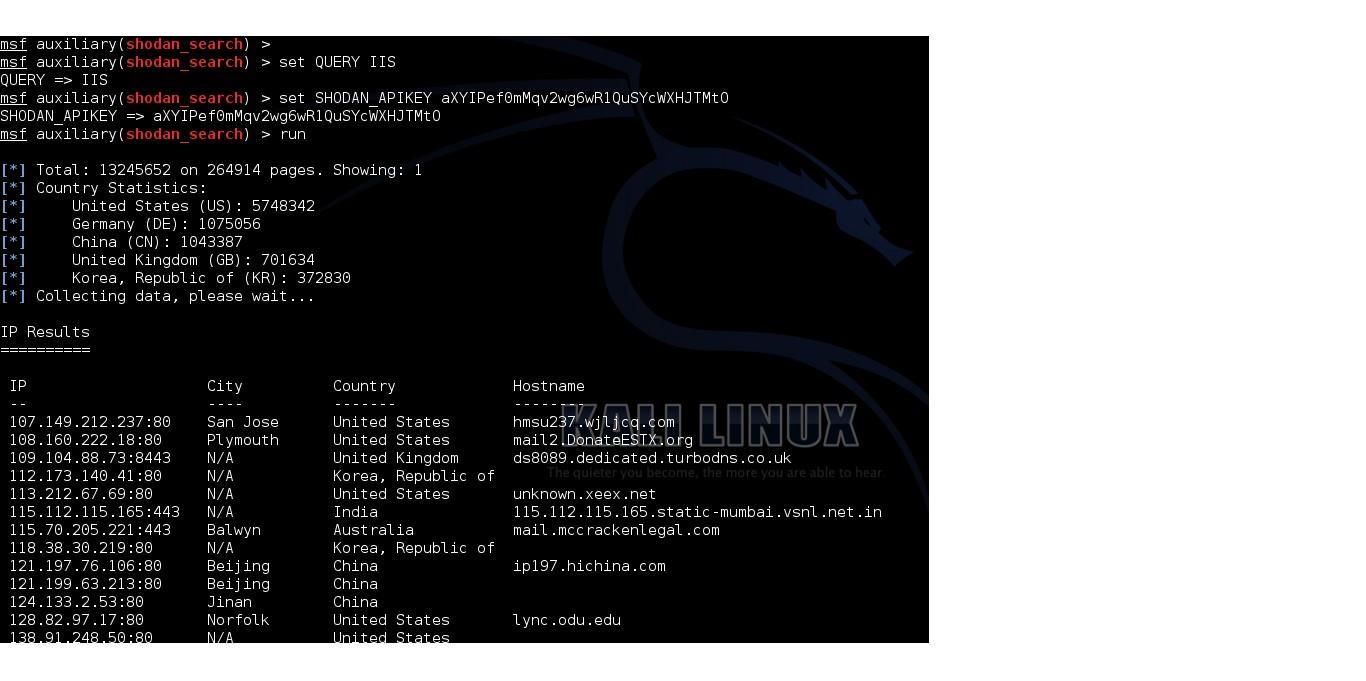 msf auxiliary(shodan_search) >
msf auxiliary(shodan_search) > set QUERY IIS
QUERY => IIS
msf auxiliary(shodan_search) > set SHODAN_APIKEY aXYIPef0mMqv2wg6wR1QuSYcWXHJTMtO
SHODAN_APIKEY => aXYIPef0mMqv2wg6wR1QuSYcWXHJTMtO
msf auxiliary(shodan_search) > run
[*] Total: 13245652 on 264914 pages. Showing: 1
[*] Country Statistics:
[*] United States (US): 5748342
[*] Germany (DE): 1075056
[*] China (CN): 1043387
[*] United Kingdom (GB): 701634
[*] Korea, Republic of (KR): 372830
[*] Collecting data, please wait...
IP Results
==========
IP City Country Hostname
-- ---- ------- --------
107.149.212.237:80 San Jose United States hmsu237.wjljcq.com
108.160.222.18:80 Plymouth United States mail2.DonateESTX.org
109.104.88.73:8443 N/A United Kingdom ds8089.dedicated.turbodns.co.uk
112.173.140.41:80 N/A Korea, Republic of
113.212.67.69:80 N/A United States unknown.xeex.net
115.112.115.165:443 N/A India 115.112.115.165.static-mumbai.vsnl.net.in
115.70.205.221:443 Balwyn Australia mail.mccrackenlegal.com
118.38.30.219:80 N/A Korea, Republic of
121.197.76.106:80 Beijing China ip197.hichina.com
121.199.63.213:80 Beijing China
124.133.2.53:80 Jinan China
128.82.97.17:80 Norfolk United States lync.odu.edu
138.91.248.50:80 N/A United States
KALI LINUX
The quieter you become, the more you are able to hear.